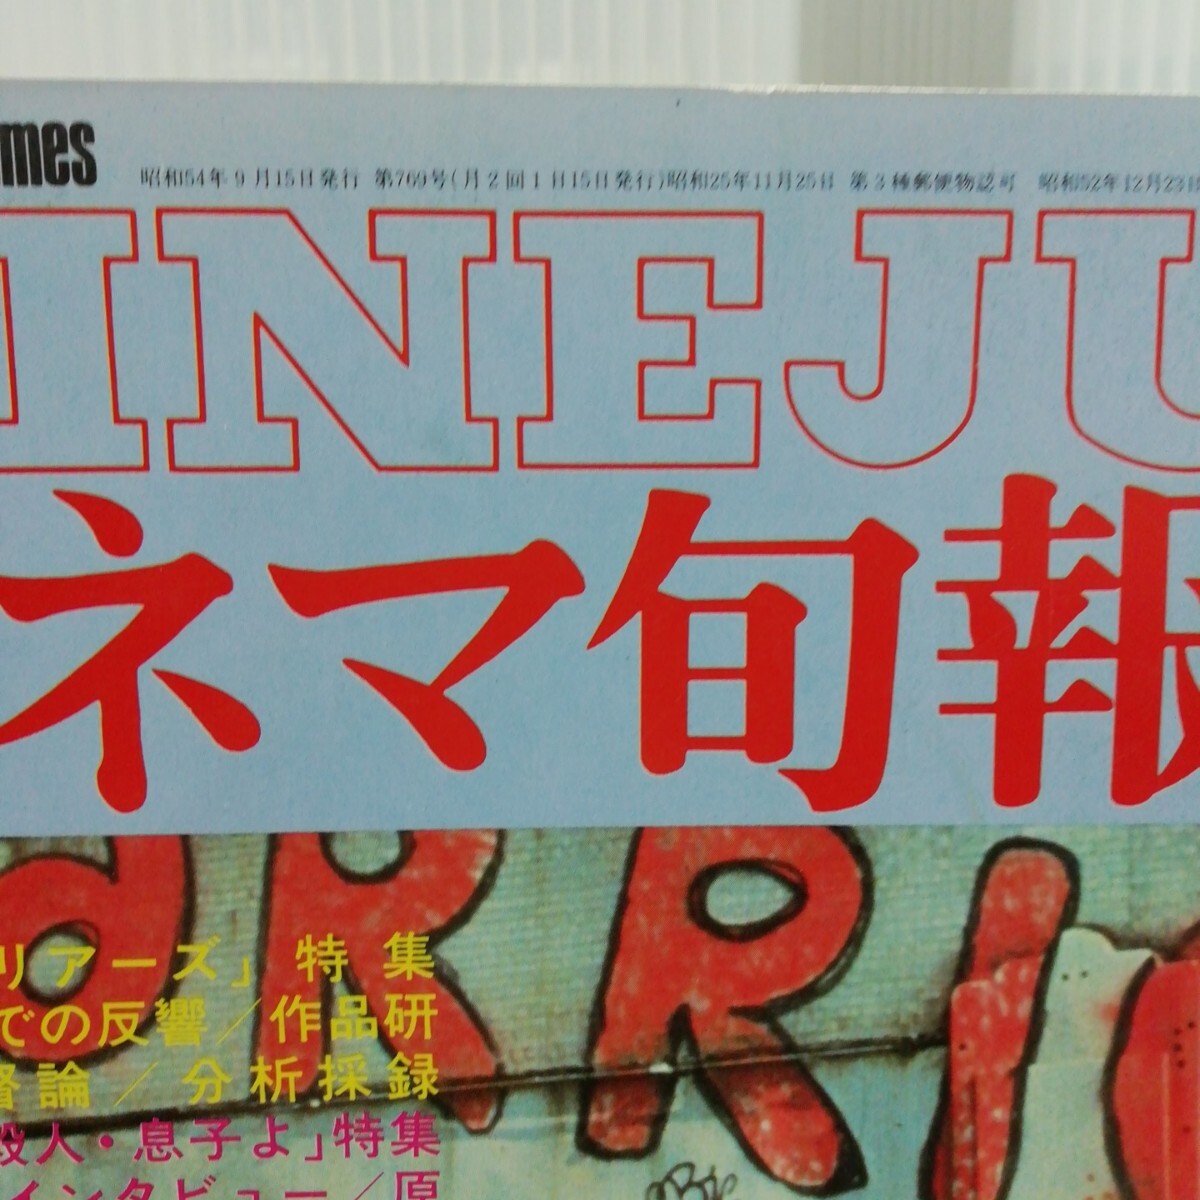 mes
昭和54年9月15日発行 第769号(月2回1日15日発行)昭和25年11月25日 第3種郵便物認可 昭和52年12月23日
INEJU
ネマ旬報
ARRIO
リアーズ」特集
での反響/作品研
督論/分析採録
殺人・息子よ」特集
インタビュー/原